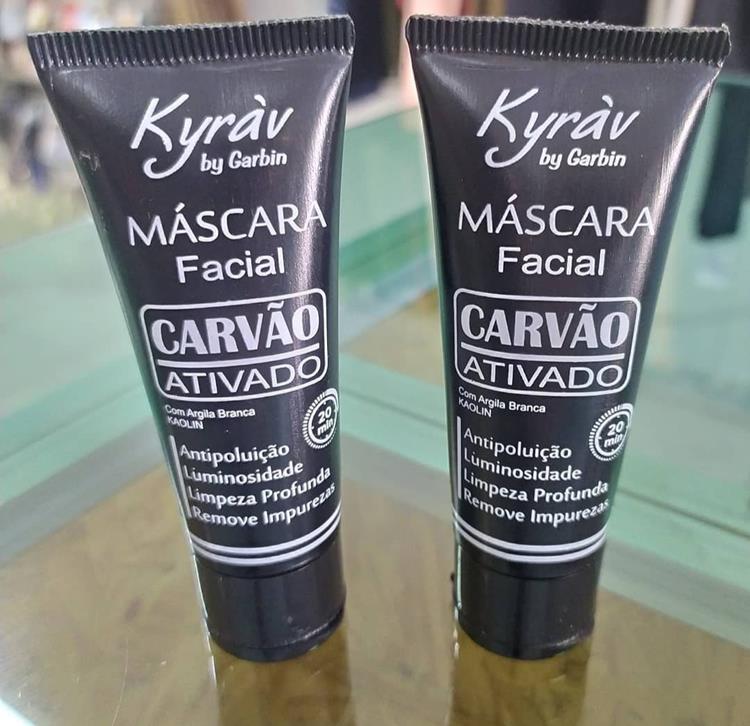 Kyràv
by Garbin
MÁSCARA
Facial
CARVÃO
ATIVADO
Com Argila Branca
KAOLIN
20
min
Antipoluição
Luminosidade
Limpeza Profunda
Remove Impurezas
Kyràv
by Garbin
MÁSCARA
Facial
CARVÃO
ATIVADO
Com Argila Branca
KAOLIN
20
min
Antipoluição
Luminosidade
Limpeza Profunda
Remove Impurezas